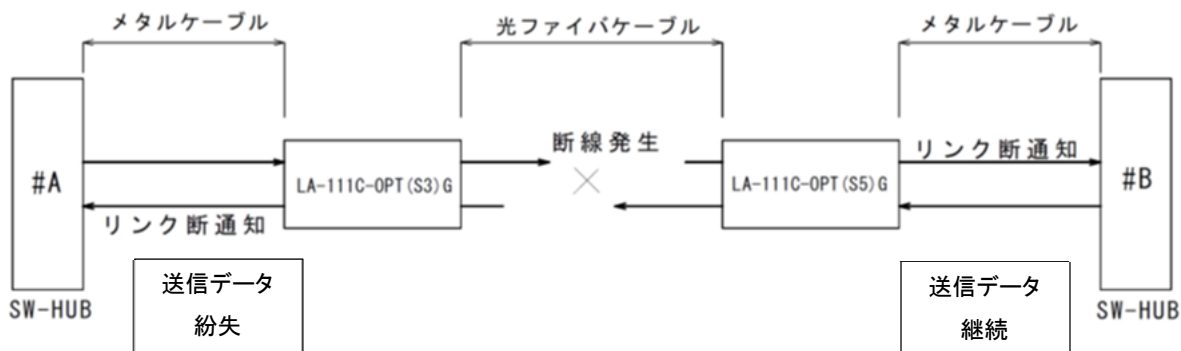 メタルケーブル
光ファイバケーブル
メタルケーブル
断線発生
リンク断通知
#A
LA-111C-OPT(S3)G
LA-111C-OPT(S5)G
#B
リンク断通知
送信データ
紛失
送信データ
継続
SW-HUB
SW-HUB